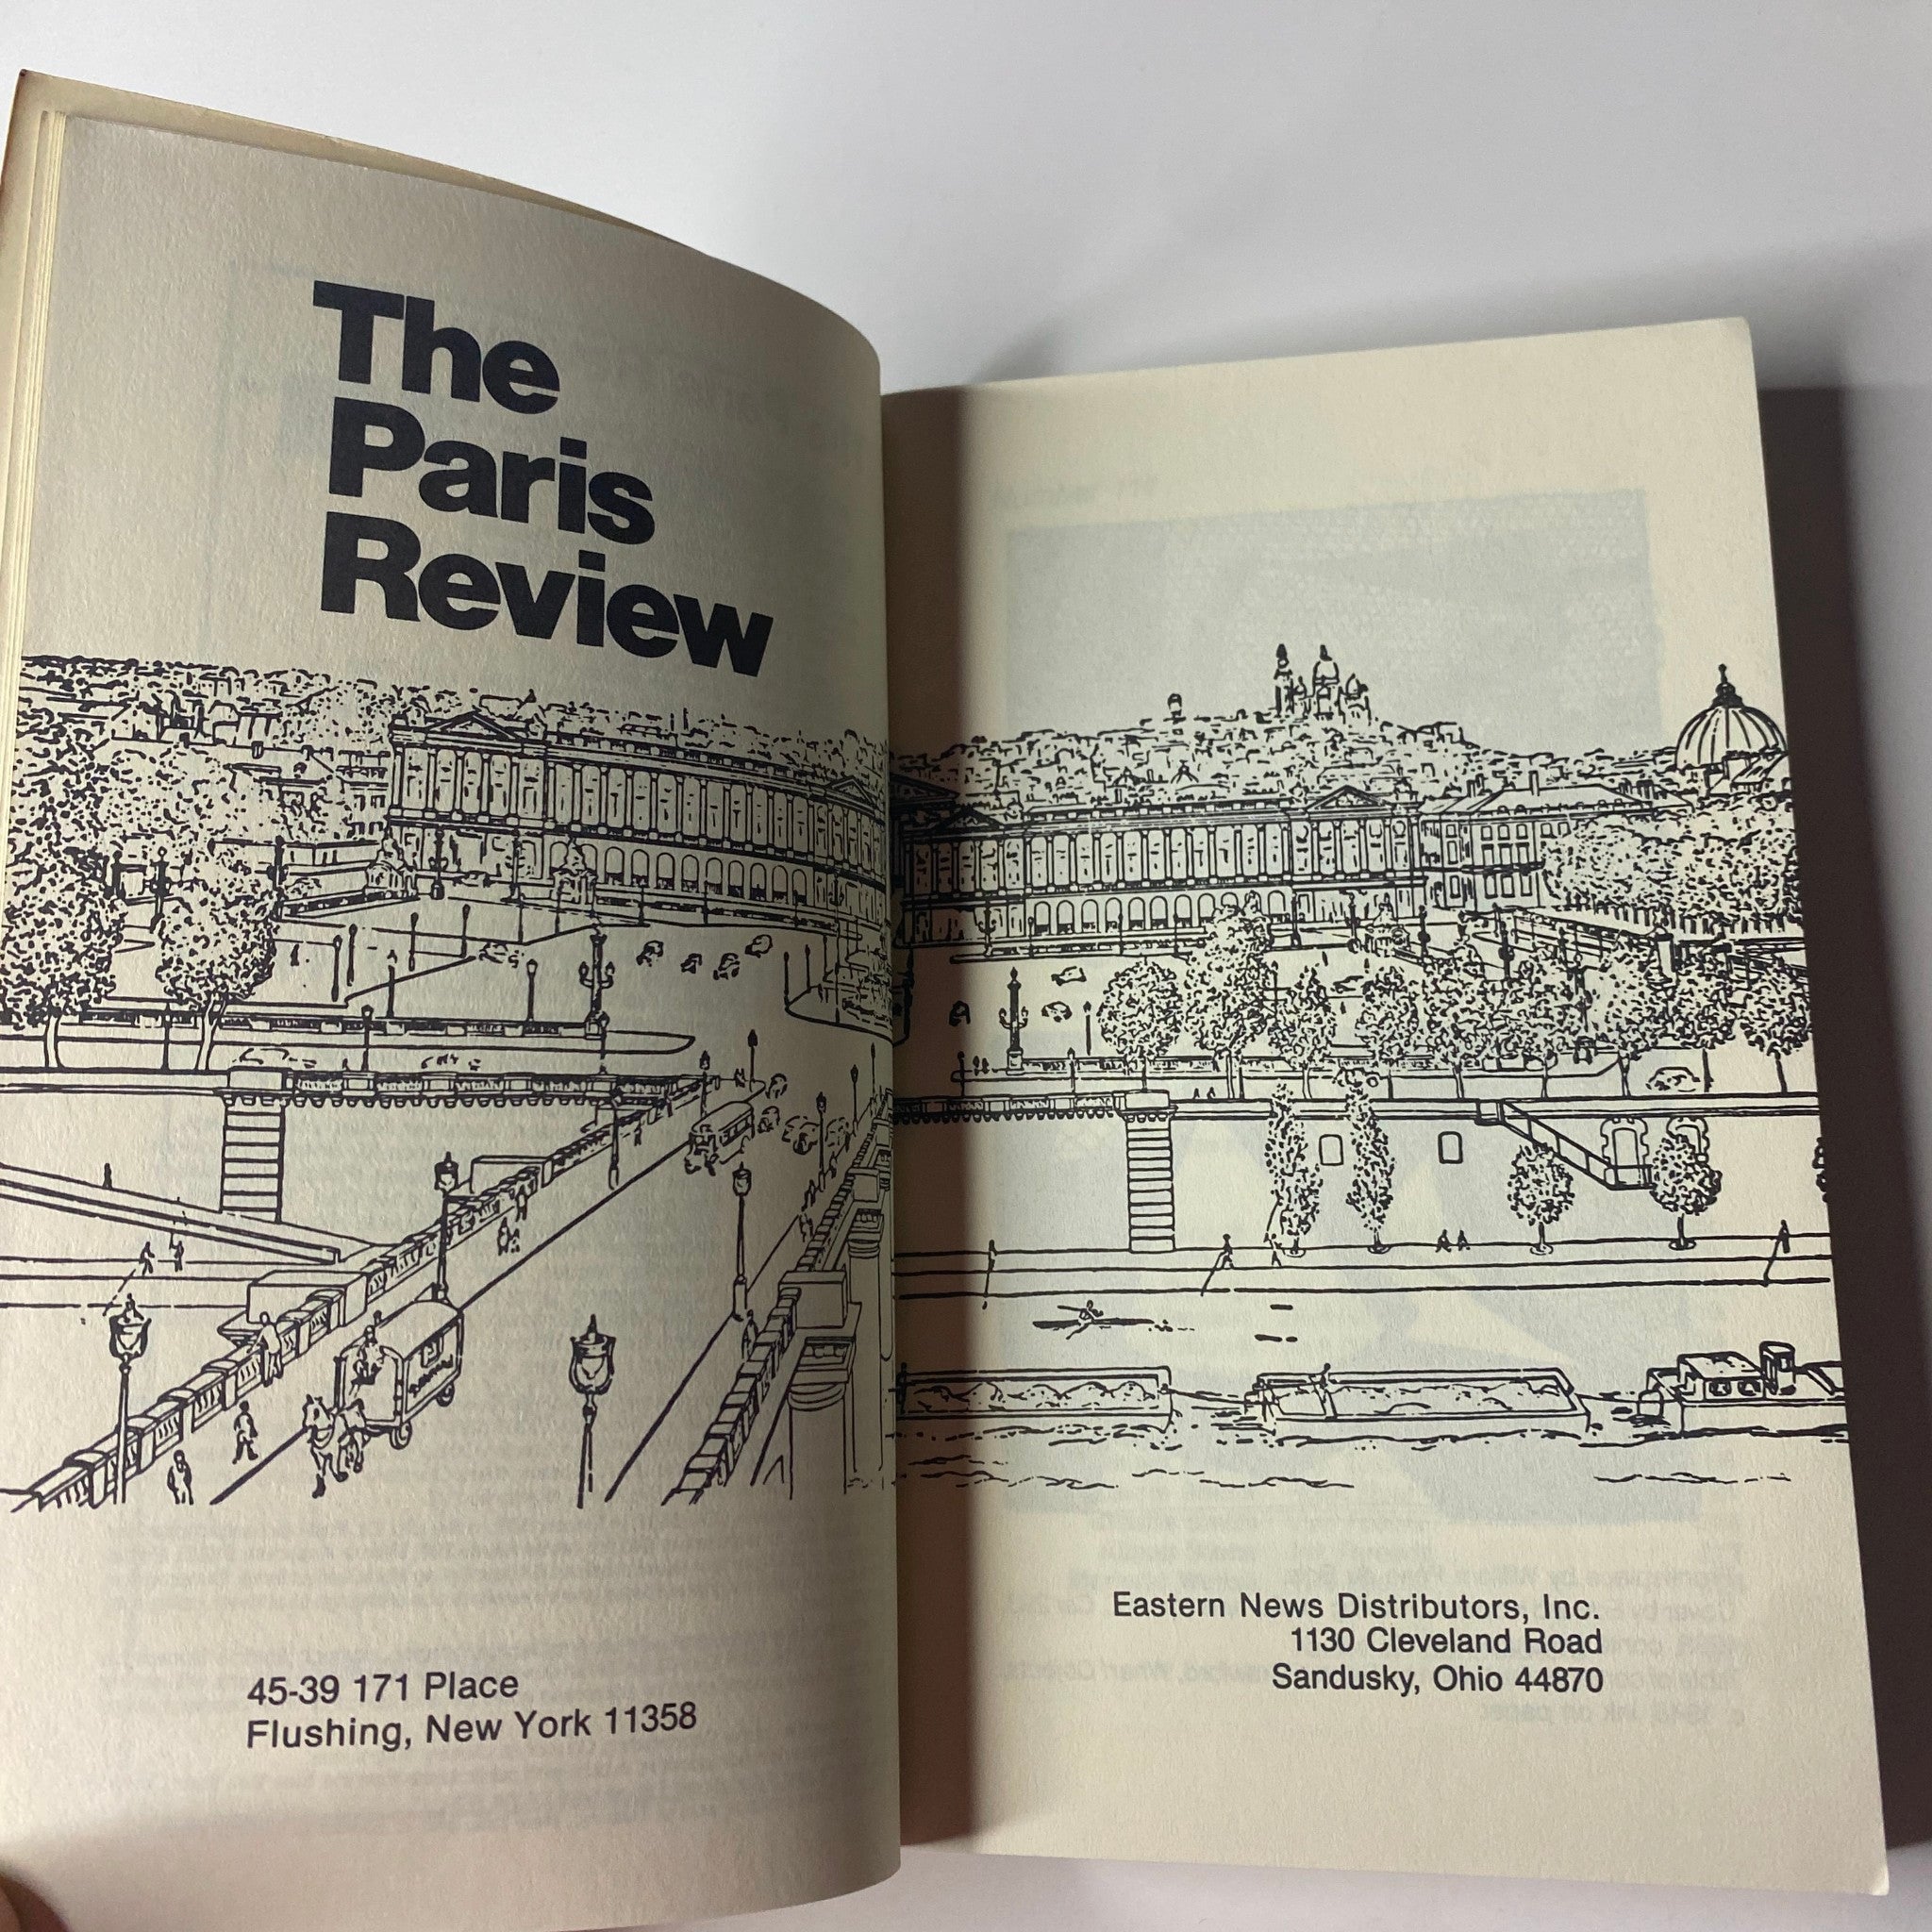 The
Paris
Review
45-39 171 Place
Flushing, New York 11358
Eastern News Distributors, Inc.
1130 Cleveland Road
Sandusky, Ohio 44870